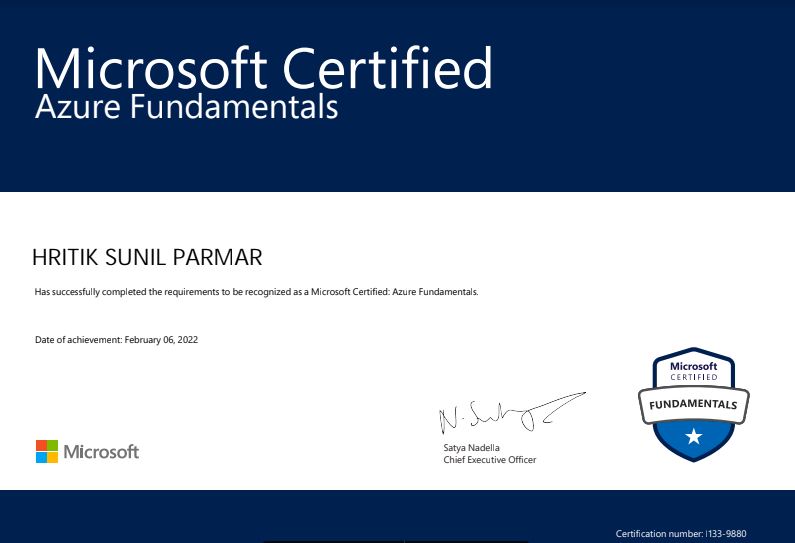 Microsoft Certified
Azure Fundamentals
HRITIK SUNIL PARMAR
Has successfully completed the requirements to be recognized as a Microsoft Certified: Azure Fundamentals.
Date of achievement: February 06, 2022
Microsoft
CERTIFIED
FUNDAMENTALS
N. Satya
Satya Nadella
Chief Executive Officer
Microsoft
Certification number: I133-9880